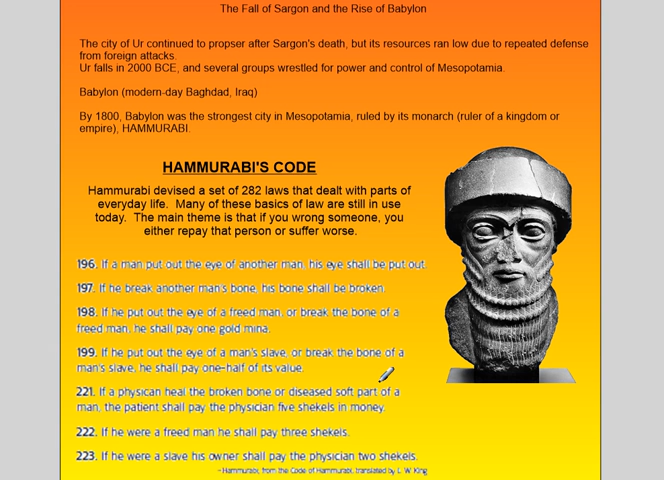 The Fall of Sargon and the Rise of Babylon
The city of Ur continued to propser after Sargon's death, but its resources ran low due to repeated defense
from foreign attacks.
Ur falls in 2000 BCE, and several groups wrestled for power and control of Mesopotamia.
Babylon (modern-day Baghdad, Iraq)
By 1800, Babylon was the strongest city in Mesopotamia, ruled by its monarch (ruler of a kingdom or
empire), HAMMURABI.
HAMMURABI'S CODE
Hammurabi devised a set of 282 laws that dealt with parts of
everyday life. Many of these basics of law are still in use
today. The main theme is that if you wrong someone, you
either repay that person or suffer worse.
196. If a man put out the eye of another man, his eye shall be put out.
197. If he break another man's bone, his bone shall be broken.
198. If he put out the eye of a freed man, or break the bone of a
freed man, he shall pay one gold mina.
199. If he put out the eye of a man's slave, or break the bone of a
man's slave, he shall pay one-half of its value.
221. If a physican heal the broken bone or diseased soft part of a
man, the patient shall pay the physician five shekels in money.
222. If he were a freed man he shall pay three shekels.
223. If he were a slave his owner shall pay the physician two shekels.
- Hammurabi, from the Code of Hammurabi, translated by L. W. King